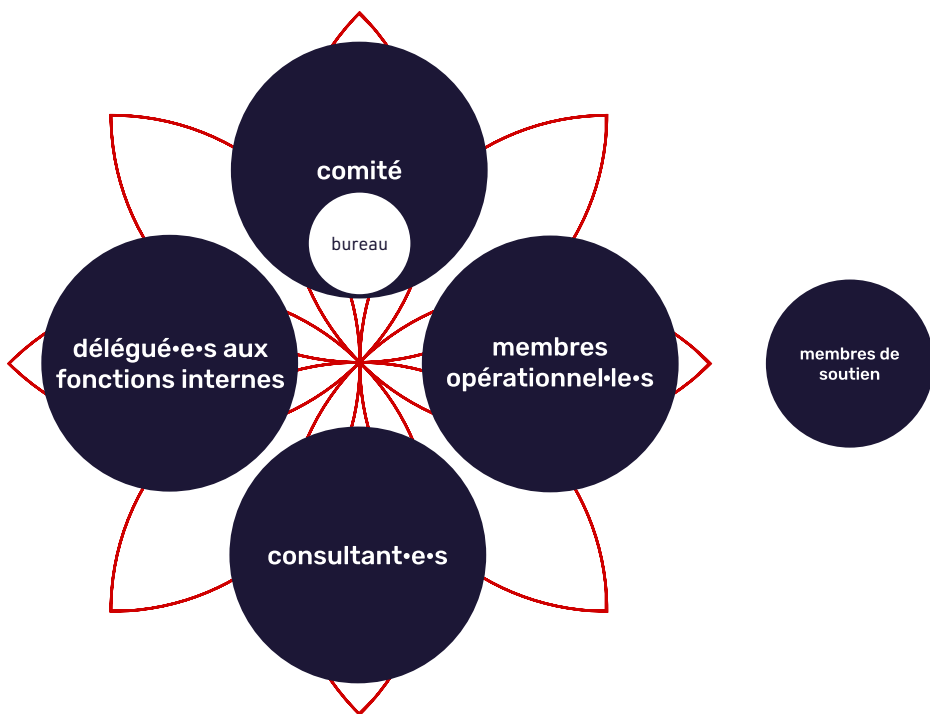 comité
bureau
délégué•e•s aux
fonctions internes
membres
opérationnel•le•s
membres de
soutien
consultant•e•s